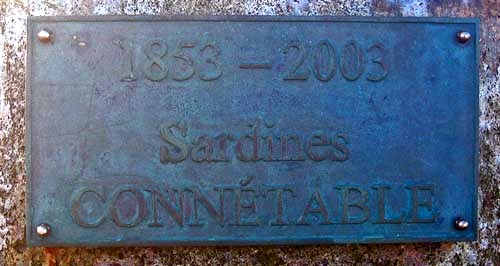 1853 – 2003
Sardines
CONNÉTABLE